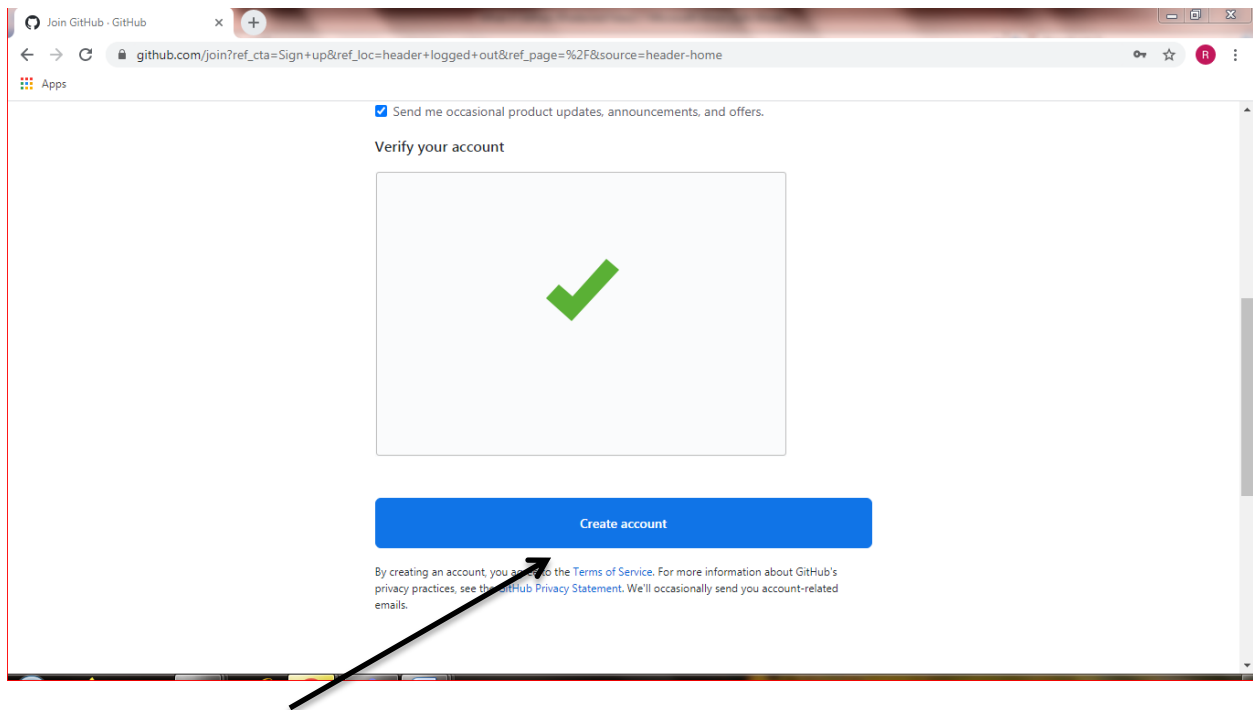 Join GitHub · GitHub
github.com/join?ref_cta=Sign+up&ref_loc=header+logged+out&ref_page=%2F&source=header-home
R
Apps
Send me occasional product updates, announcements, and offers.
Verify your account
Create account
By creating an account, you agree to the Terms of Service. For more information about GitHub's
privacy practices, see the GitHub Privacy Statement. We'll occasionally send you account-related
emails.